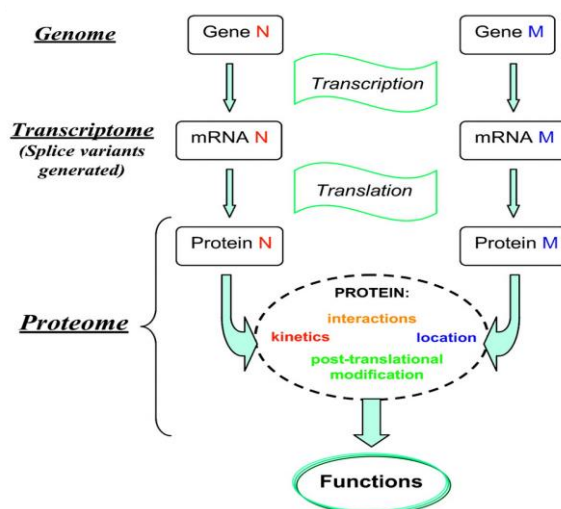 Genome
Gene N
Gene M
Transcription
Transcriptome
(Splice variants
generated)
mRNA N
mRNA M
Translation
Protein N
Protein M
Proteome
PROTEIN:
interactions
kinetics
location
post-translational
modification
Functions